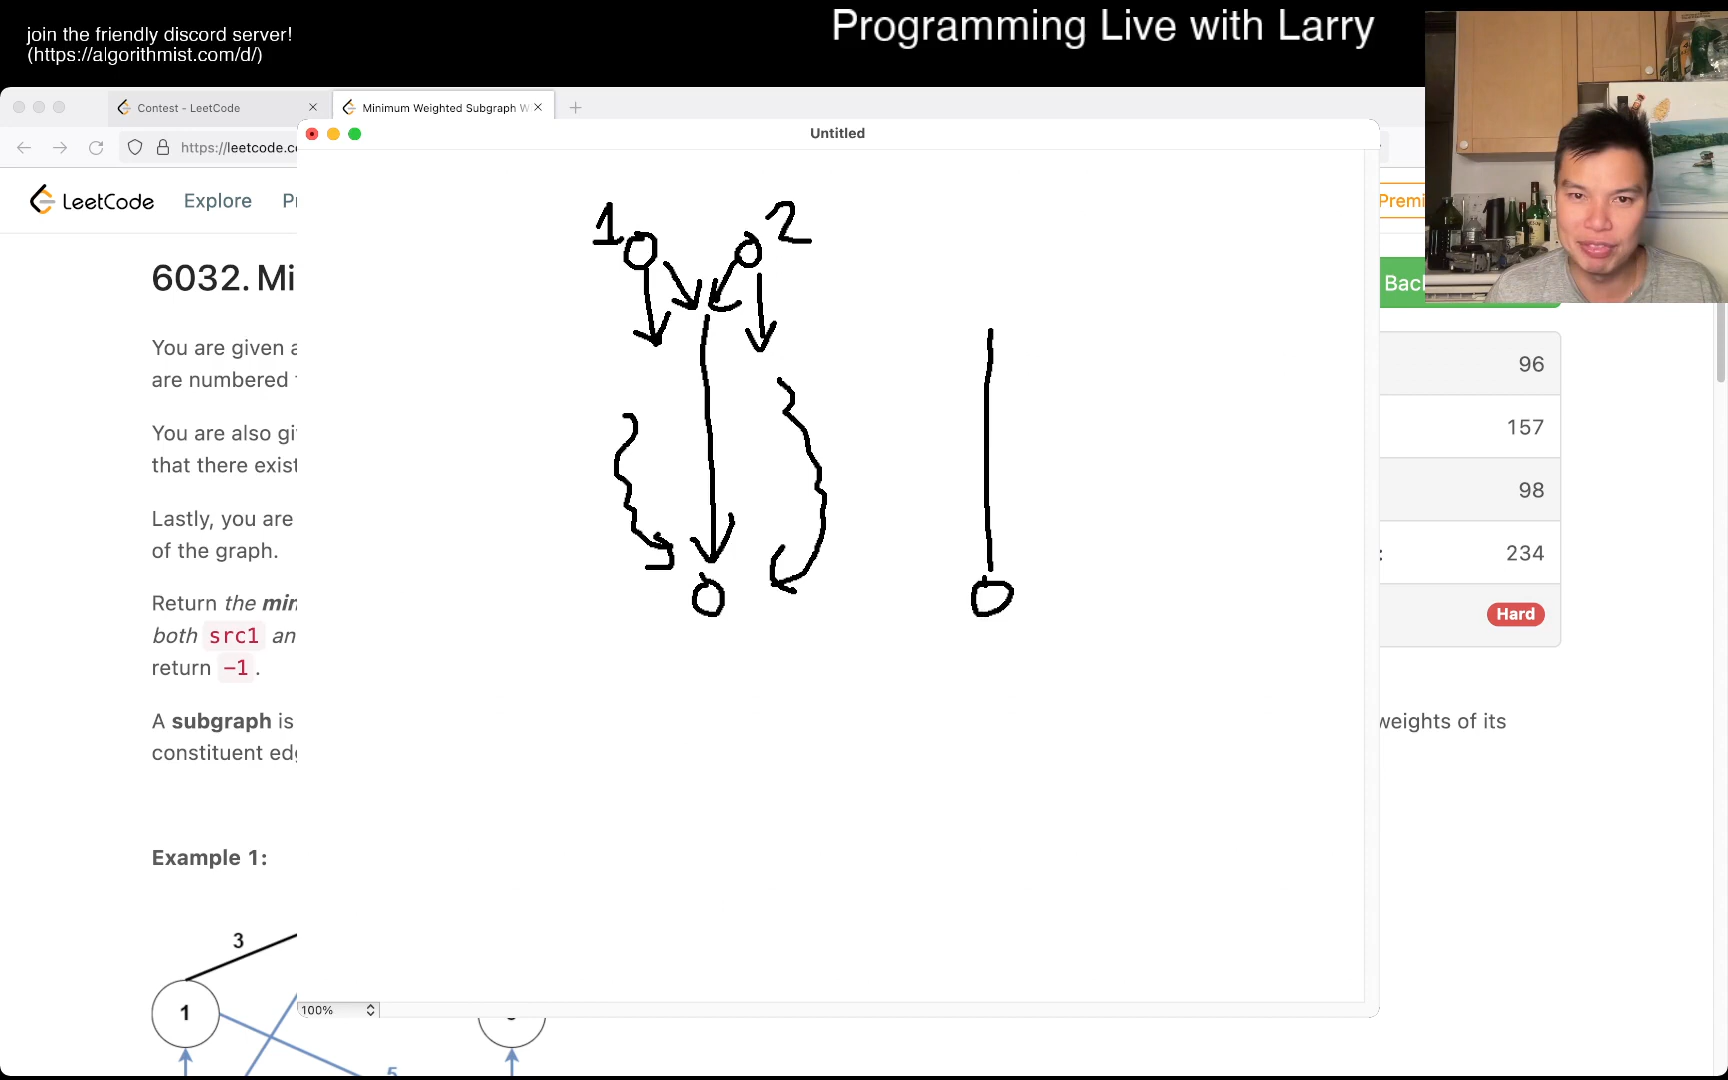 join the friendly discord server!
(https://algorithmist.com/d/)
Programming Live with Larry
Contest - LeetCode
Minimum Weighted Subgraph W
https://leetcode.c
Untitled
LeetCode
Explore
Pr
Premi
1
2
6032. Mi
Bac
You are given a
are numbered
96
You are also gi
that there exist
157
Lastly, you are
of the graph.
98
234
Return the min
both src1 an
return -1.
Hard
A subgraph is
weights of its
constituent ed
Example 1:
3
1
5
100%